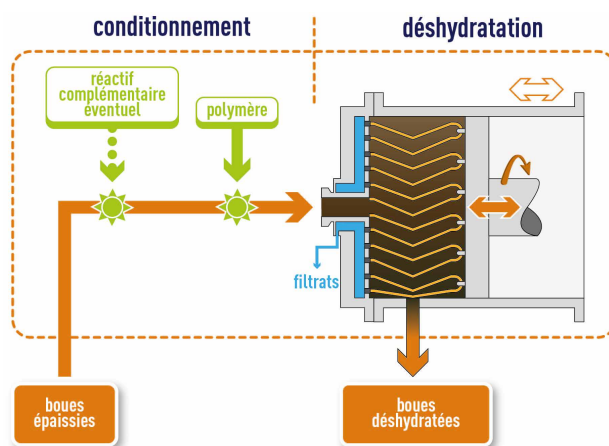 conditionnement
déshydratation
réactif
complémentaire
éventuel
polymère
filtrats
boues
épaissies
boues
déshydratées